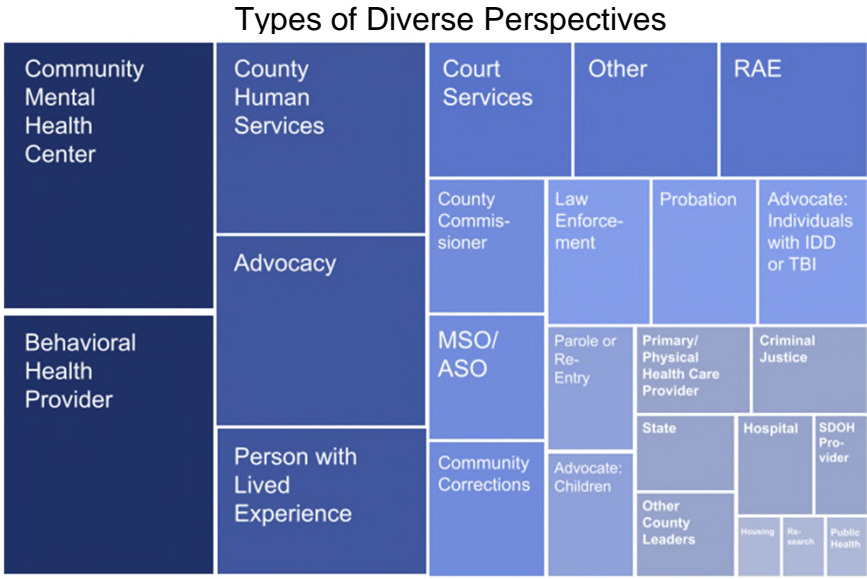 Types of Diverse Perspectives
Community
Mental
Health
Center
Behavioral
Health
Provider
County
Human
Services
Advocacy
Person with
Lived
Experience
Court
Services
Other
RAE
County
Commis-
sioner
Law
Enforce-
ment
Probation
Advocate:
Individuals
with IDD
or TBI
MSO/
ASO
Parole or
Re-
Entry
Primary/
Physical
Health Care
Provider
Criminal
Justice
Community
Corrections
Advocate:
Children
State
Hospital
SDOH
Pro-
vider
Other
County
Leaders
Housing
Re-
search
Public
Health